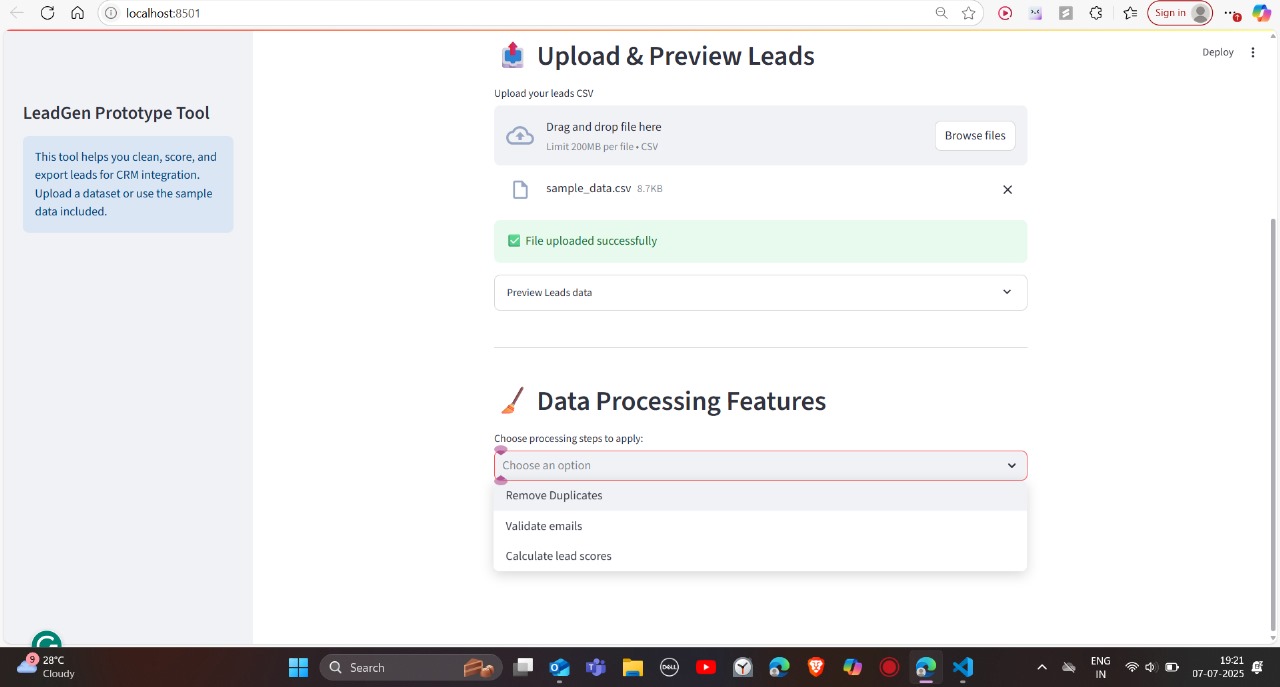 localhost:8501
Sign in
Deploy
LeadGen Prototype Tool
This tool helps you clean, score, and
export leads for CRM integration.
Upload a dataset or use the sample
data included.
Upload & Preview Leads
Upload your leads CSV
Drag and drop file here
Limit 200MB per file • CSV
Browse files
sample_data.csv 8.7KB
File uploaded successfully
Preview Leads data
Data Processing Features
Choose processing steps to apply:
Choose an option
Remove Duplicates
Validate emails
Calculate lead scores
9
28°C
Cloudy
Search
DELL
ENG
IN
19:21
07-07-2025